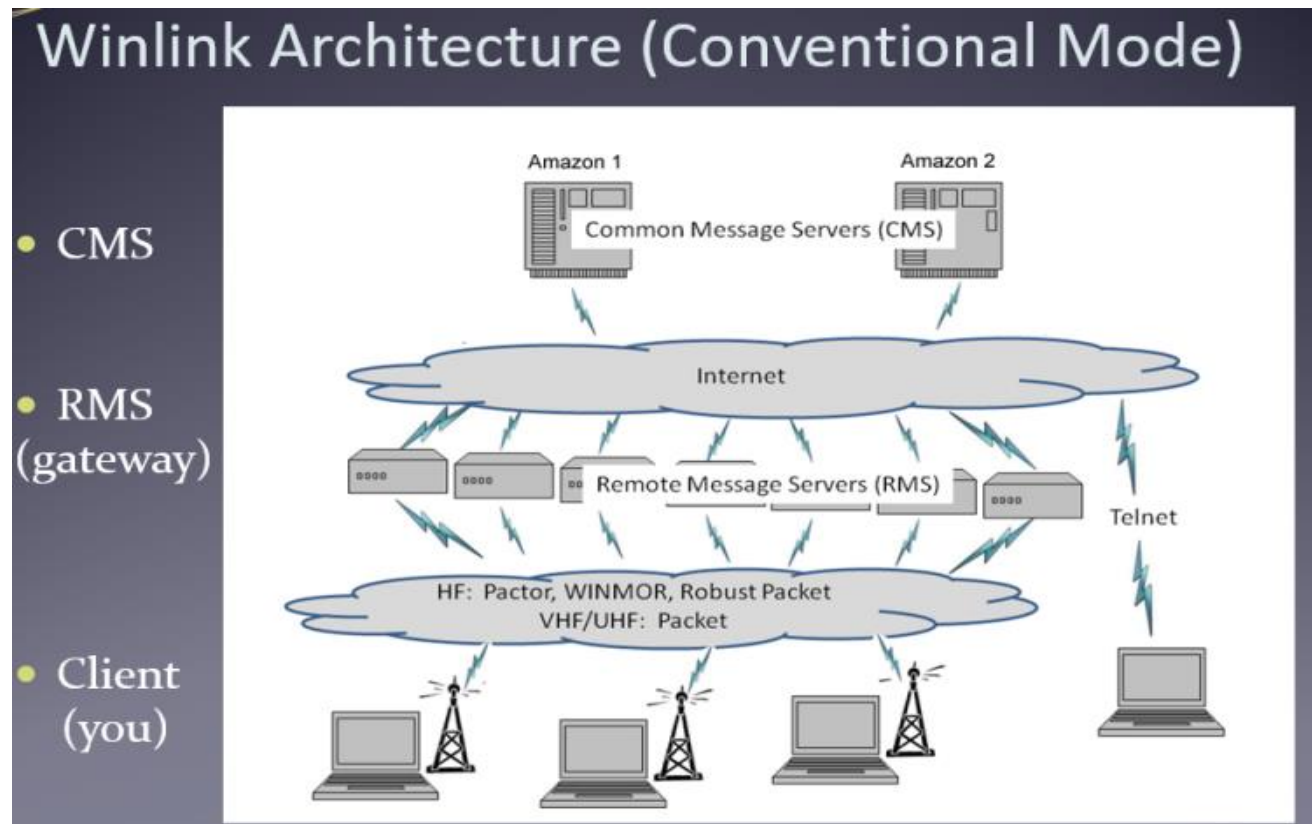 Winlink Architecture (Conventional Mode)
• CMS
• RMS
(gateway)
• Client
(you)
Amazon 1
Amazon 2
Common Message Servers (CMS)
Internet
Remote Message Servers (RMS)
Telnet
HF: Pactor, WINMOR, Robust Packet
VHF/UHF: Packet